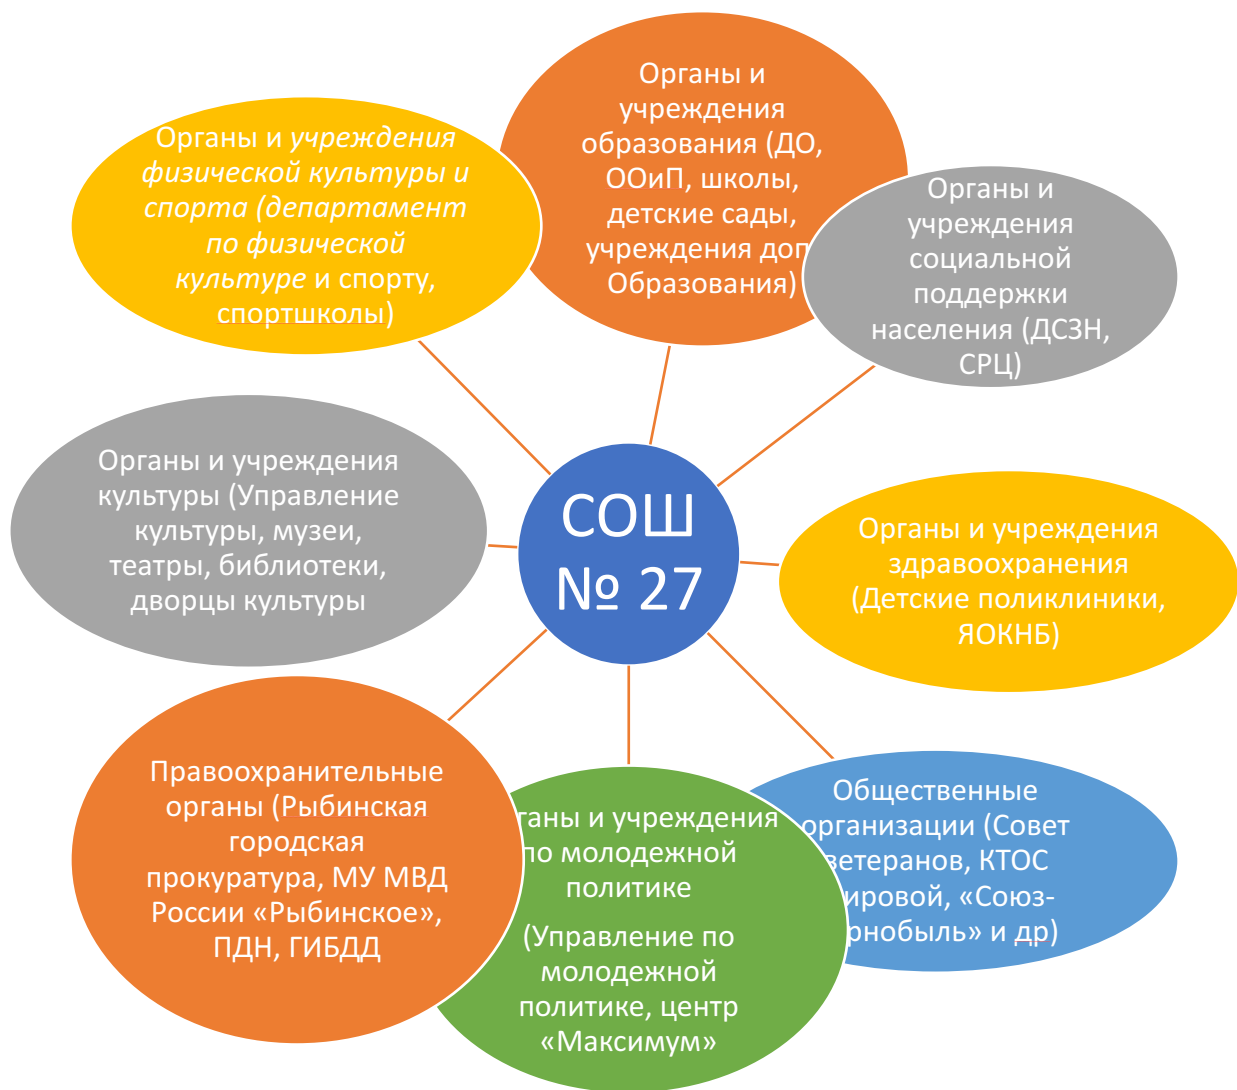 Органы и
учреждения
образования (ДО,
ООиП, школы,
детские сады,
учреждения доп
Образования)
Органы и учреждения
физической культуры и
спорта (департамент
по физической
культуре и спорту,
спортшколы)
Органы и
учреждения
социальной
поддержки
населения (ДСЗН,
СРЦ)
Органы и учреждения
культуры (Управление
культуры, музеи,
театры, библиотеки,
дворцы культуры
СОШ
№ 27
Органы и учреждения
здравоохранения
(Детские поликлиники,
ЯОКНБ)
Правоохранительные
органы (Рыбинская
городская
прокуратура, МУ МВД
России «Рыбинское»,
ПДН, ГИБДД
и учреждения
по молодежной
политике
(Управление по
молодежной
политике, центр
«Максимум»
Общественные
организации (Совет
ветеранов, КТОС
«Союз-
и др)